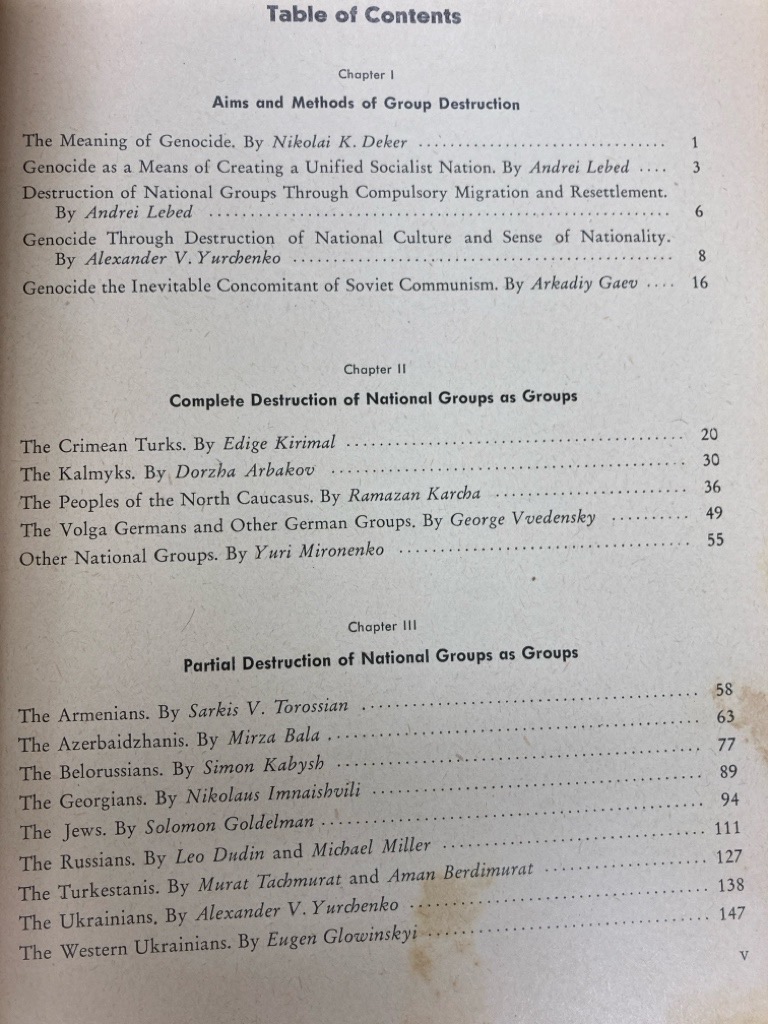 Table of Contents
Chapter I
Aims and Methods of Group Destruction
The Meaning of Genocide. By Nikolai K. Deker ............................... 1
Genocide as a Means of Creating a Unified Socialist Nation. By Andrei Lebed .... 3
Destruction of National Groups Through Compulsory Migration and Resettlement.
By Andrei Lebed ........................................................ 6
Genocide Through Destruction of National Culture and Sense of Nationality.
By Alexander V. Yurchenko ............................................. 8
Genocide the Inevitable Concomitant of Soviet Communism. By Arkadiy Gaev .... 16
Chapter II
Complete Destruction of National Groups as Groups
The Crimean Turks. By Edige Kirimal ......................................... 20
The Kalmyks. By Dorzha Arbakov ........................................... 30
The Peoples of the North Caucasus. By Ramazan Karcha ....................... 36
The Volga Germans and Other German Groups. By George Vvedensky .......... 49
Other National Groups. By Yuri Mironenko ................................... 55
Chapter III
Partial Destruction of National Groups as Groups
The Armenians. By Sarkis V. Torossian ......................................... 58
The Azerbaidzhanis. By Mirza Bala ............................................. 63
The Belorussians. By Simon Kabysh ............................................ 77
The Georgians. By Nikolaus Imnaishvili ........................................ 89
The Jews. By Solomon Goldelman .............................................. 94
The Russians. By Leo Dudin and Michael Miller ................................ 111
The Turkestanis. By Murat Tachmurat and Aman Berdimurat .................... 127
The Ukrainians. By Alexander V. Yurchenko .................................... 138
The Western Ukrainians. By Eugen Glowinskyi .................................. 147
v